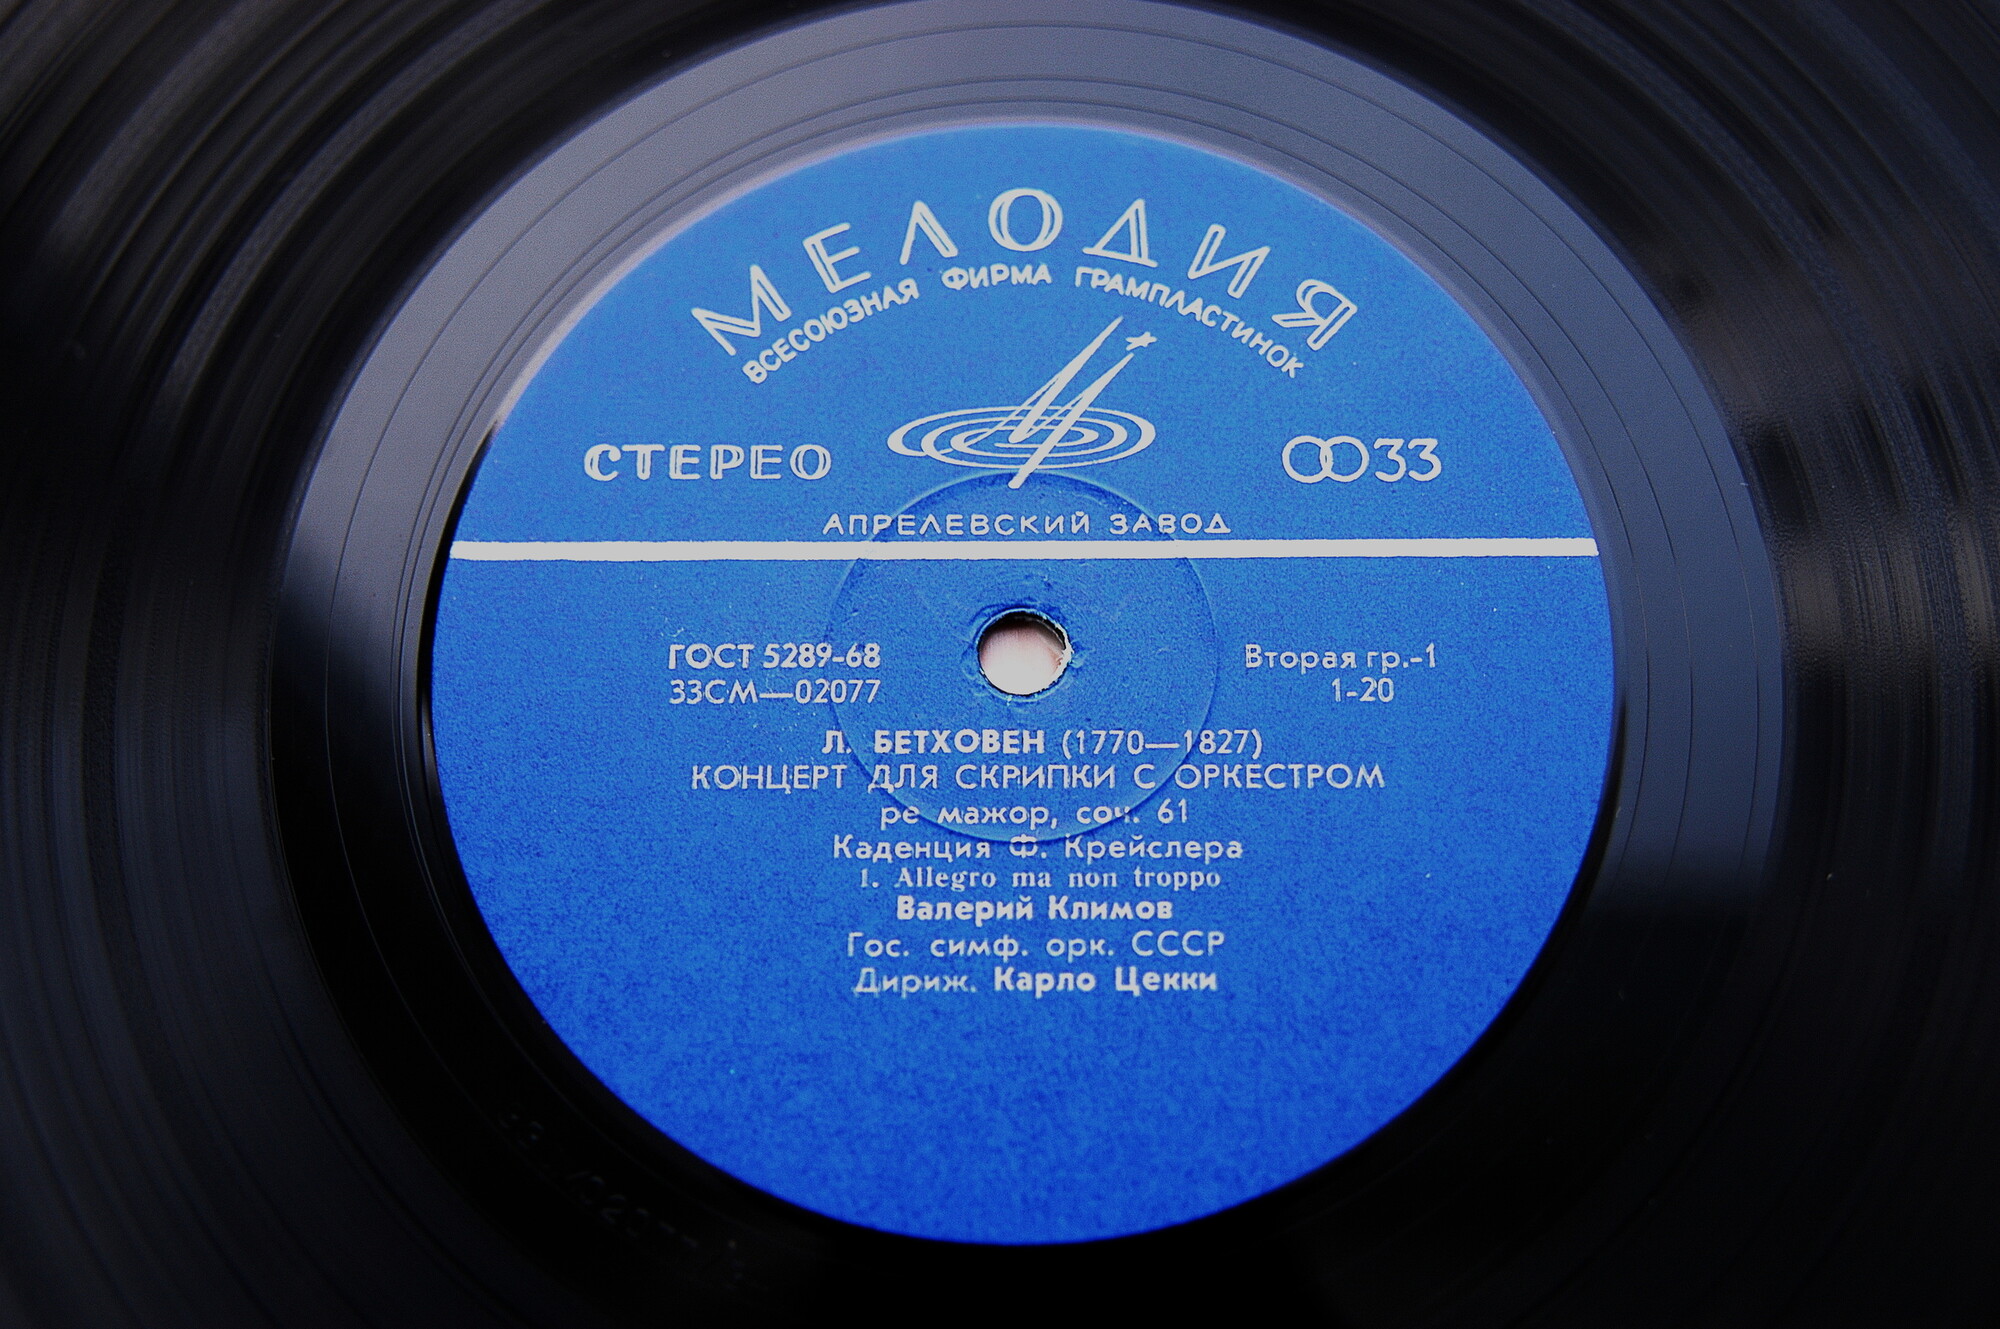 МЕЛОДИЯ
ВСЕСОЮЗНАЯ ФИРМА ГРАМПЛАСТИНОК
СТЕРЕО
33
АПРЕЛЕВСКИЙ ЗАВОД
ГОСТ 5289-68
33СМ—02077
Вторая гр.-1
1-20
Л. БЕТХОВЕН (1770—1827)
КОНЦЕРТ ДЛЯ СКРИПКИ С ОРКЕСТРОМ
ре мажор, соч. 61
Каденция Ф. Крейслера
1. Allegro ma non troppo
Валерий Климов
Гос. симф. орк. СССР
Дириж. Карло Цекки